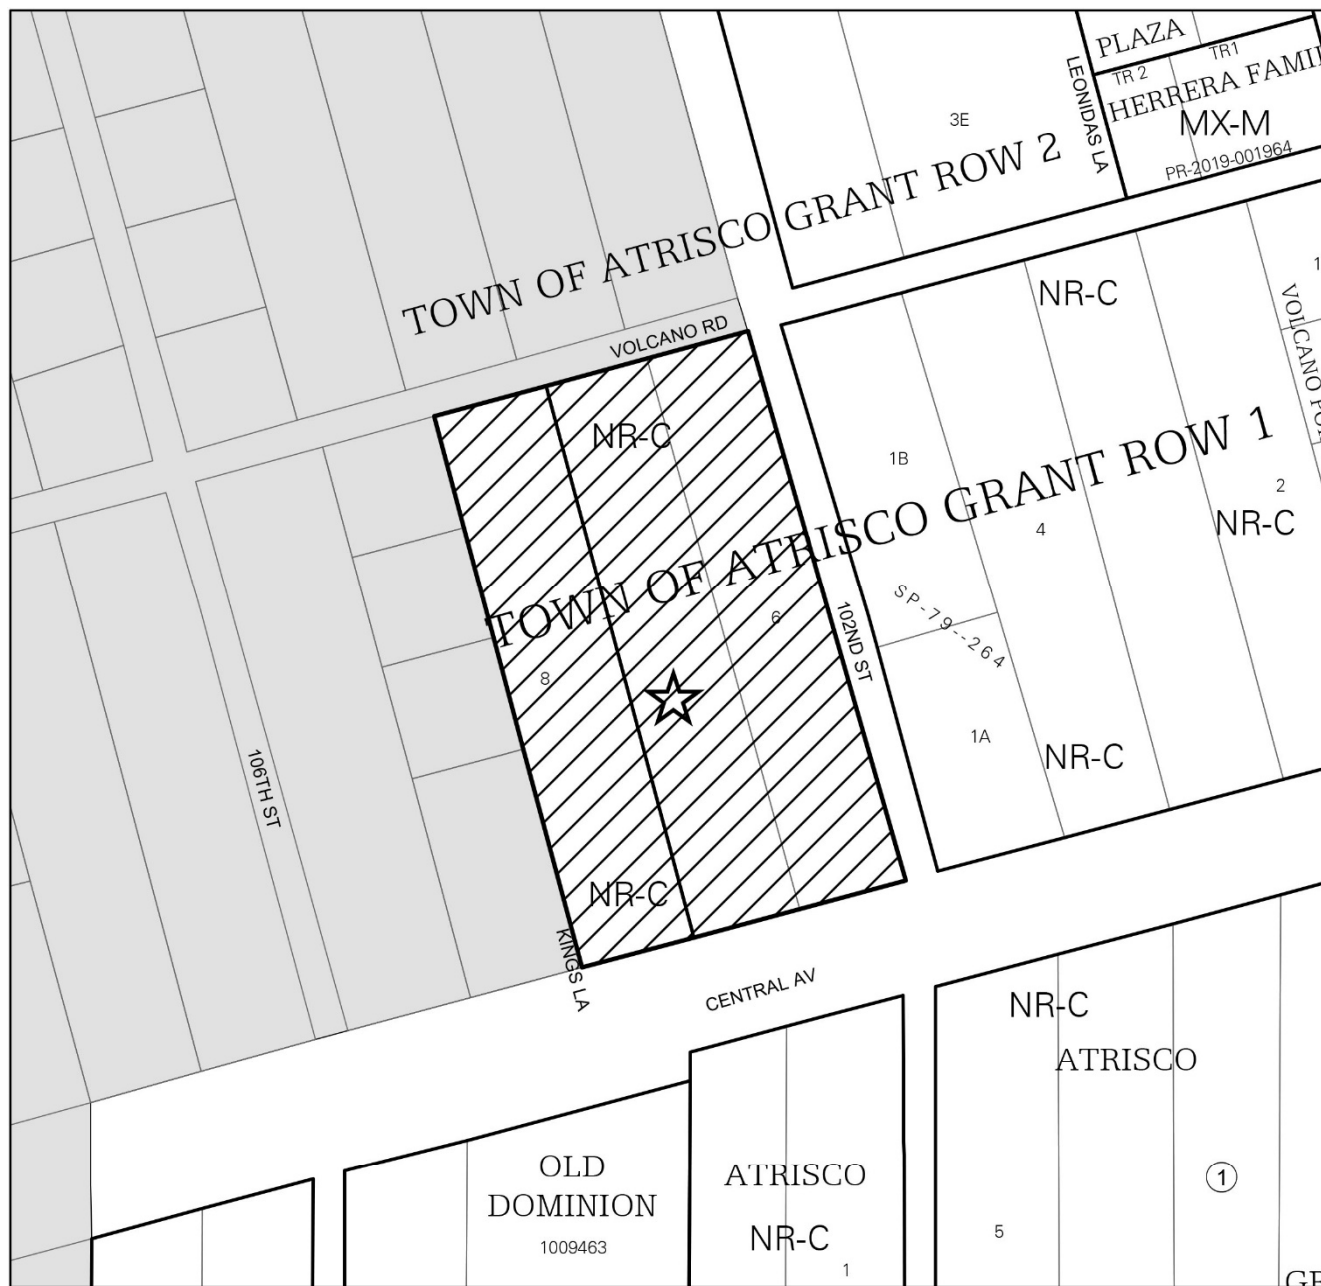 PLAZA
TR1
TR 2
HERRERA FAMI
MX-M
PR-2019-001964
LEONIDAS LA
3E
TOWN OF ATRISCO GRANT ROW 2
NR-C
VOLCANO RD
NR-C
1B
TOWN OF ATRISCO GRANT ROW 1
4
2
NR-C
1
VOLCANO
SP-79--264
6
8
102ND ST
1A
NR-C
106TH ST
NR-C
KINGS LA
CENTRAL AV
NR-C
ATRISCO
OLD
DOMINION
1009463
ATRISCO
NR-C
1
5
1